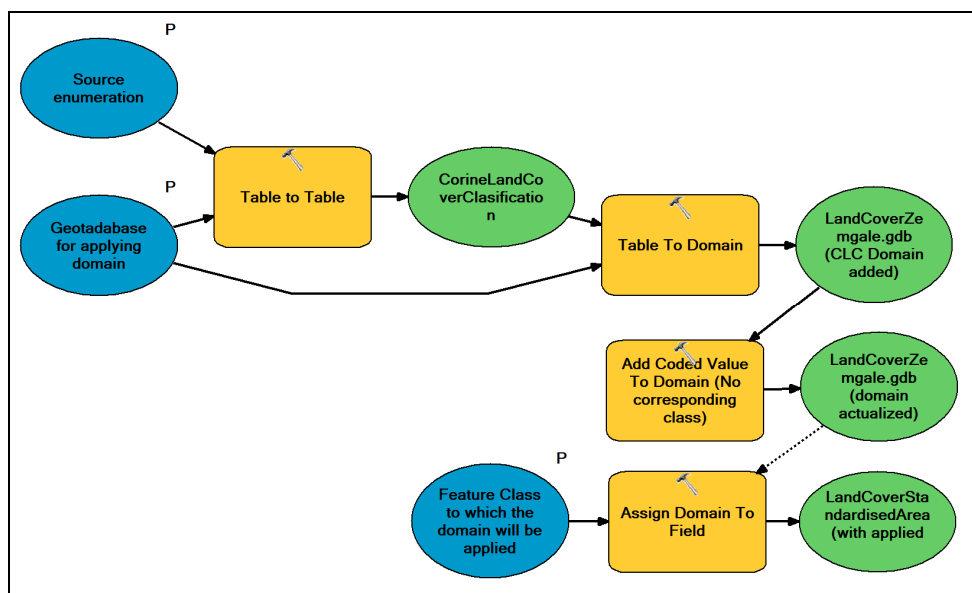 P
Source
enumeration
P
Geotadabase
for applying
domain
Table to Table
CorineLandCo
verClasificatio
n
Table To Domain
LandCoverZe
mgale.gdb
(CLC Domain
added)
Add Coded Value
To Domain (No
corresponding
class)
LandCoverZe
mgale.gdb
(domain
actualized)
P
Feature Class
to which the
domain will be
applied
Assign Domain To
Field
LandCoverSta
ndardisedArea
(with applied